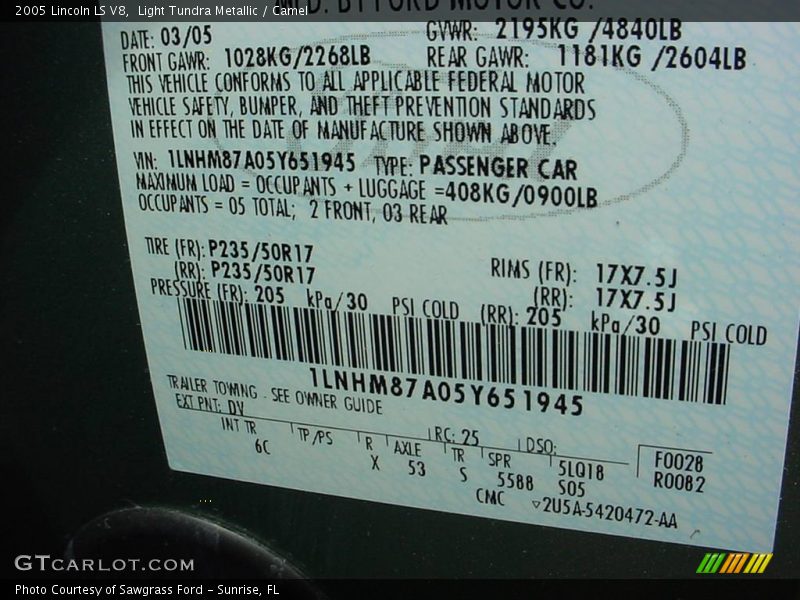 2005 Lincoln LS V8,  Light Tundra Metallic / Camel
MFD. BY FORD MOTOR CO.
DATE: 03/05 GVWR: 2195KG /4840LB
FRONT GAWR: 1028KG/2268LB REAR GAWR: 1181KG /2604LB
THIS VEHICLE CONFORMS TO ALL APPLICABLE FEDERAL MOTOR
VEHICLE SAFETY, BUMPER, AND THEFT PREVENTION STANDARDS
IN EFFECT ON THE DATE OF MANUFACTURE SHOWN ABOVE.
VIN: 1LNHM87A05Y651945 TYPE: PASSENGER CAR
MAXIMUM LOAD = OCCUPANTS + LUGGAGE =408KG/0900LB
OCCUPANTS = 05 TOTAL; 2 FRONT, 03 REAR
TIRE (FR): P235/50R17 RIMS (FR): 17X7.5J
(RR): P235/50R17 (RR): 17X7.5J
PRESSURE (FR): 205 kPa/30 PSI COLD (RR): 205 kPa/30 PSI COLD
1LNHM87A05Y651945
TRAILER TOWING - SEE OWNER GUIDE
EXT PNT: DV RC: 25 DSO: F0028
INT TR TP/PS R AXLE TR SPR 5LQ18 R0082
6C X 53 S 5588 S05
CMC ▽2U5A-5420472-AA
GTCARLOT.COM
Photo Courtesy of Sawgrass Ford – Sunrise, FL